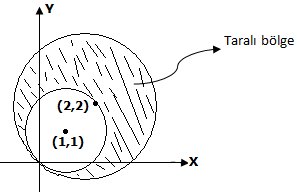 Y
Taralı bölge
(2,2)
(1,1)
X